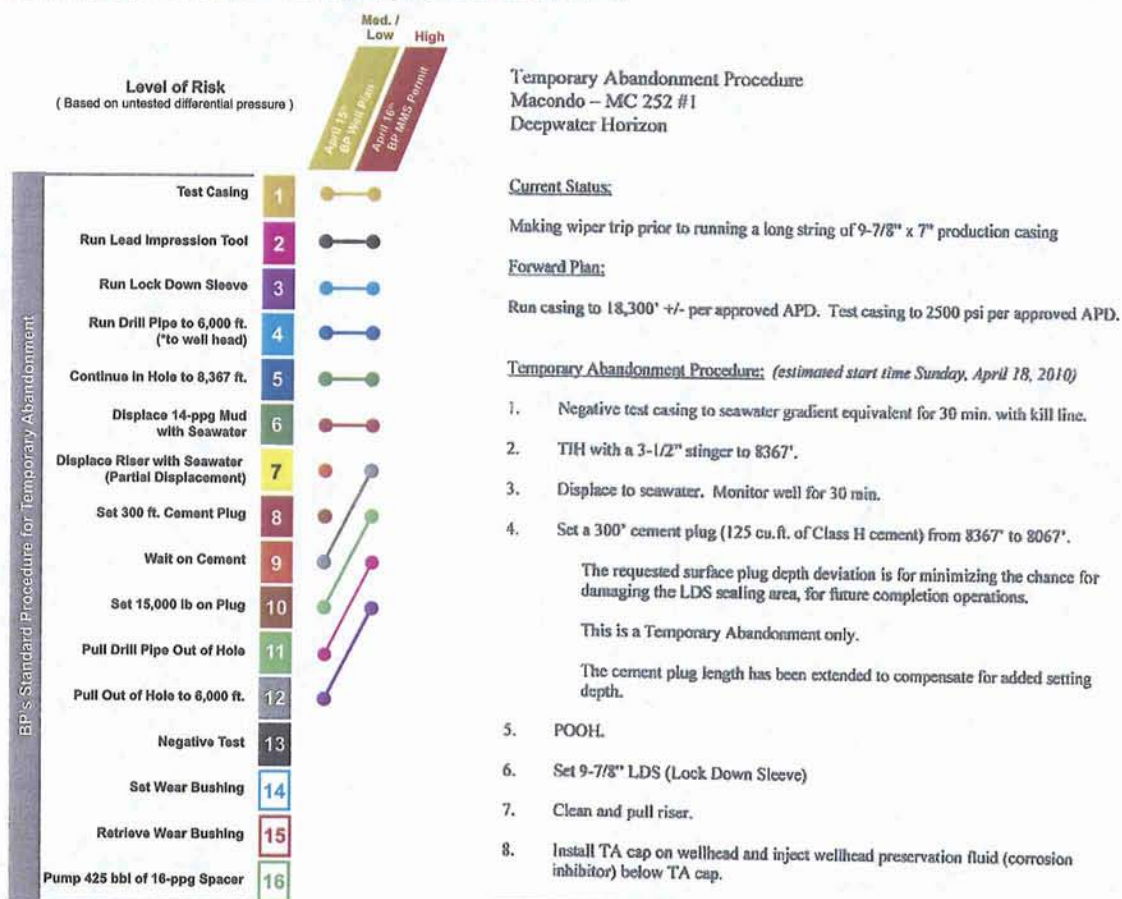 Med. /
Low
High
Level of Risk
( Based on untested differential pressure )
April 15th
BP Well Plan
April 16th
BP MMS Permit
BP's Standard Procedure for Temporary Abandonment
Test Casing 1
Run Lead Impression Tool 2
Run Lock Down Sleeve 3
Run Drill Pipe to 6,000 ft.
(*to well head) 4
Continue in Hole to 8,367 ft. 5
Displace 14-ppg Mud
with Seawater 6
Displace Riser with Seawater
(Partial Displacement) 7
Set 300 ft. Cement Plug 8
Wait on Cement 9
Set 15,000 lb on Plug 10
Pull Drill Pipe Out of Hole 11
Pull Out of Hole to 6,000 ft. 12
Negative Test 13
Set Wear Bushing 14
Retrieve Wear Bushing 15
Pump 425 bbl of 16-ppg Spacer 16
Temporary Abandonment Procedure
Macondo – MC 252 #1
Deepwater Horizon
Current Status:
Making wiper trip prior to running a long string of 9-7/8" x 7" production casing
Forward Plan:
Run casing to 18,300' +/- per approved APD. Test casing to 2500 psi per approved APD.
Temporary Abandonment Procedure: (estimated start time Sunday, April 18, 2010)
1. Negative test casing to seawater gradient equivalent for 30 min. with kill line.
2. TIH with a 3-1/2" stinger to 8367'.
3. Displace to seawater. Monitor well for 30 min.
4. Set a 300' cement plug (125 cu.ft. of Class H cement) from 8367' to 8067'.
The requested surface plug depth deviation is for minimizing the chance for
damaging the LDS sealing area, for future completion operations.
This is a Temporary Abandonment only.
The cement plug length has been extended to compensate for added setting
depth.
5. POOH.
6. Set 9-7/8" LDS (Lock Down Sleeve)
7. Clean and pull riser.
8. Install TA cap on wellhead and inject wellhead preservation fluid (corrosion
inhibitor) below TA cap.